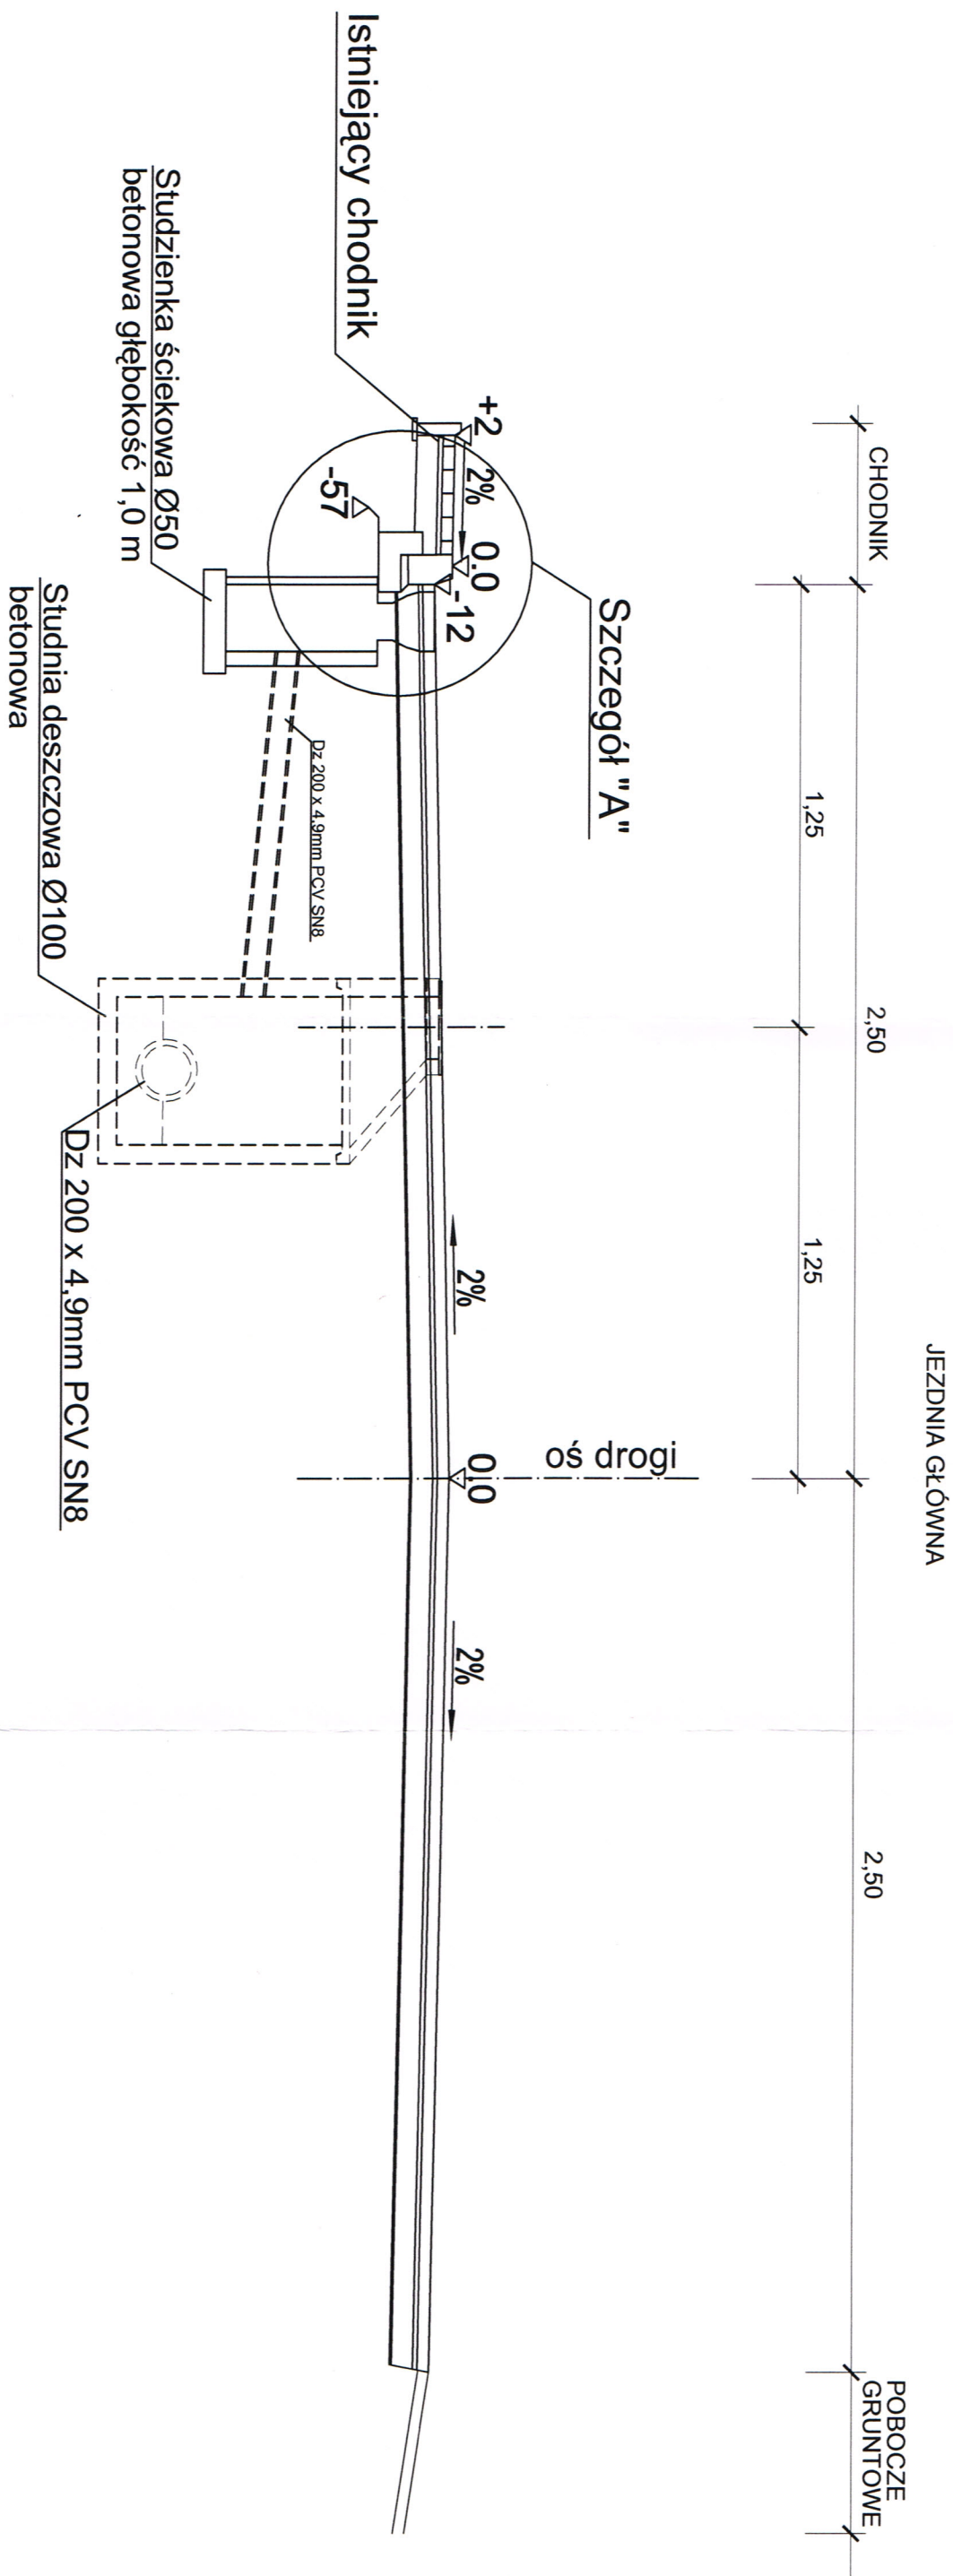 JEZDNIA GŁÓWNA
CHODNIK
2,50
2,50
POBOCZE
GRUNTOWE
1,25
1,25
Szczegół "A"
oś drogi
+2
2%
0.0
-12
2%
0.0
2%
-57
Istniejący chodnik
Dz 200 x 4,9mm PCV SN8
Studzienka ściekowa Ø50
betonowa głębokość 1,0 m
Dz 200 x 4,9mm PCV SN8
Studnia deszczowa Ø100
betonowa